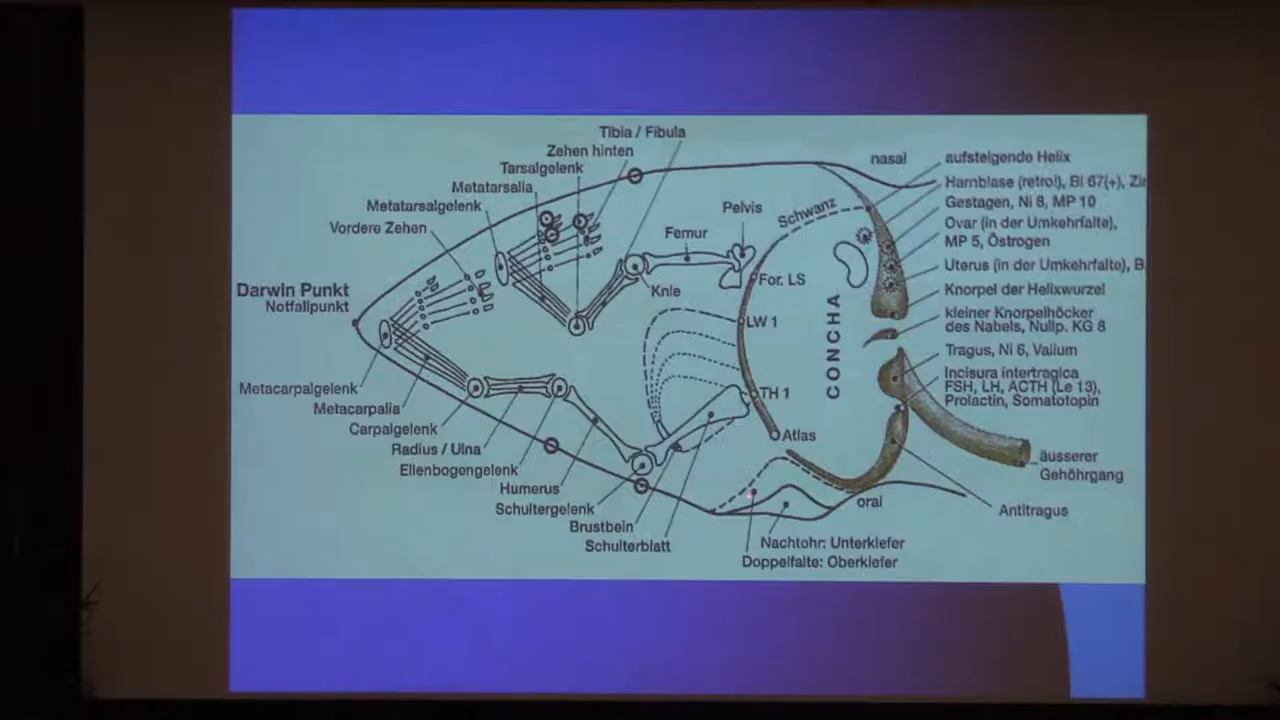 Tibia / Fibula
Zehen hinten
Tarsalgelenk
Metatarsalia
Metatarsalgelenk
Vordere Zehen
Darwin Punkt
Notfallpunkt
Metacarpalgelenk
Metacarpalia
Carpalgelenk
Radius / Ulna
Ellenbogengelenk
Humerus
Schultergelenk
Brustbein
Schulterblatt
Femur
Knie
Pelvis
Schwanz
For. LS
LW 1
TH 1
Atlas
CONCHA
nasal
oral
Nachtohr: Unterkiefer
Doppelfalte: Oberkiefer
aufsteigende Helix
Harnblase (retro!), Bl 67(+), Zir
Gestagen, Ni 8, MP 10
Ovar (in der Umkehrfalte),
MP 5, Östrogen
Uterus (in der Umkehrfalte), B
Knorpel der Helixwurzel
kleiner Knorpelhöcker
des Nabels, Nullp. KG 8
Tragus, Ni 6, Valium
Incisura intertragica
FSH, LH, ACTH (Le 13),
Prolactin, Somatotopin
äusserer
Gehöhrgang
Antitragus